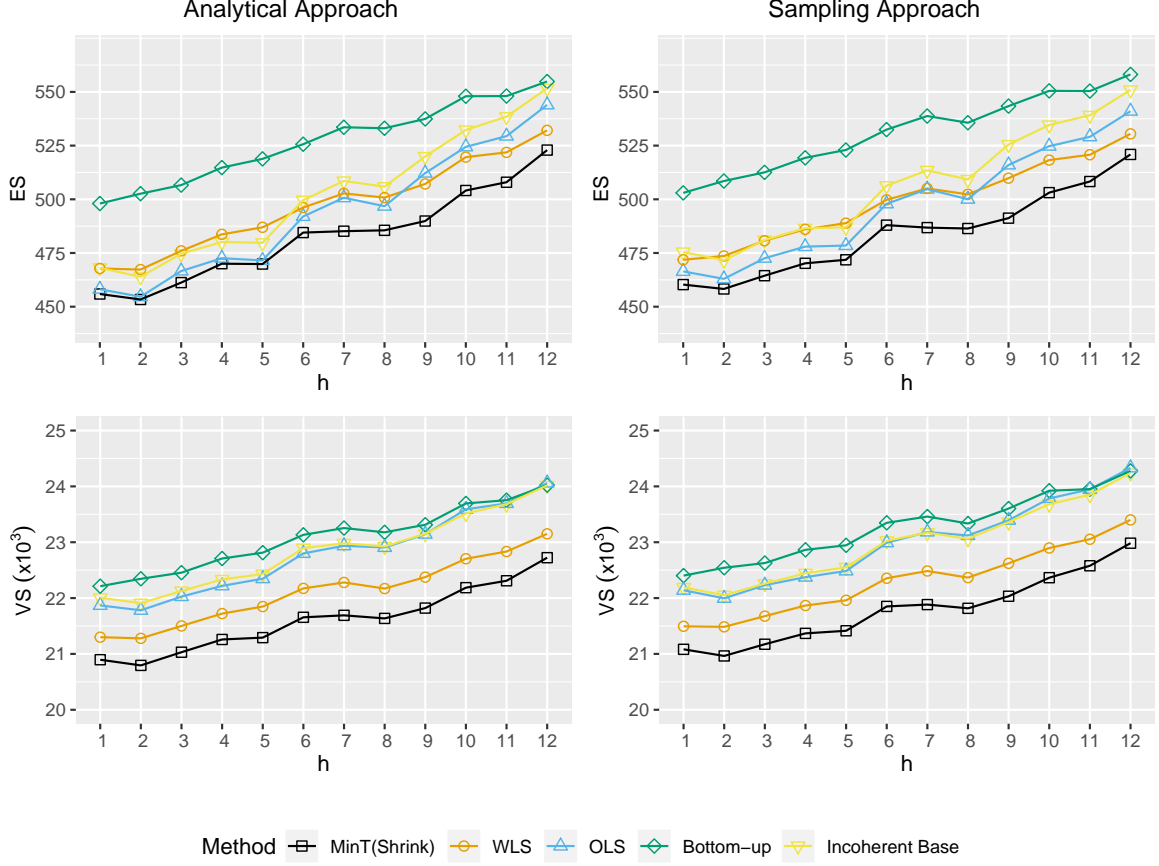 Analytical Approach
Sampling Approach
ES
550
525
500
475
450
1 2 3 4 5 6 7 8 9 10 11 12
h
ES
550
525
500
475
450
1 2 3 4 5 6 7 8 9 10 11 12
h
VS (x10³)
25
24
23
22
21
20
1 2 3 4 5 6 7 8 9 10 11 12
h
VS (x10³)
25
24
23
22
21
20
1 2 3 4 5 6 7 8 9 10 11 12
h
Method MinT(Shrink) WLS OLS Bottom−up Incoherent Base